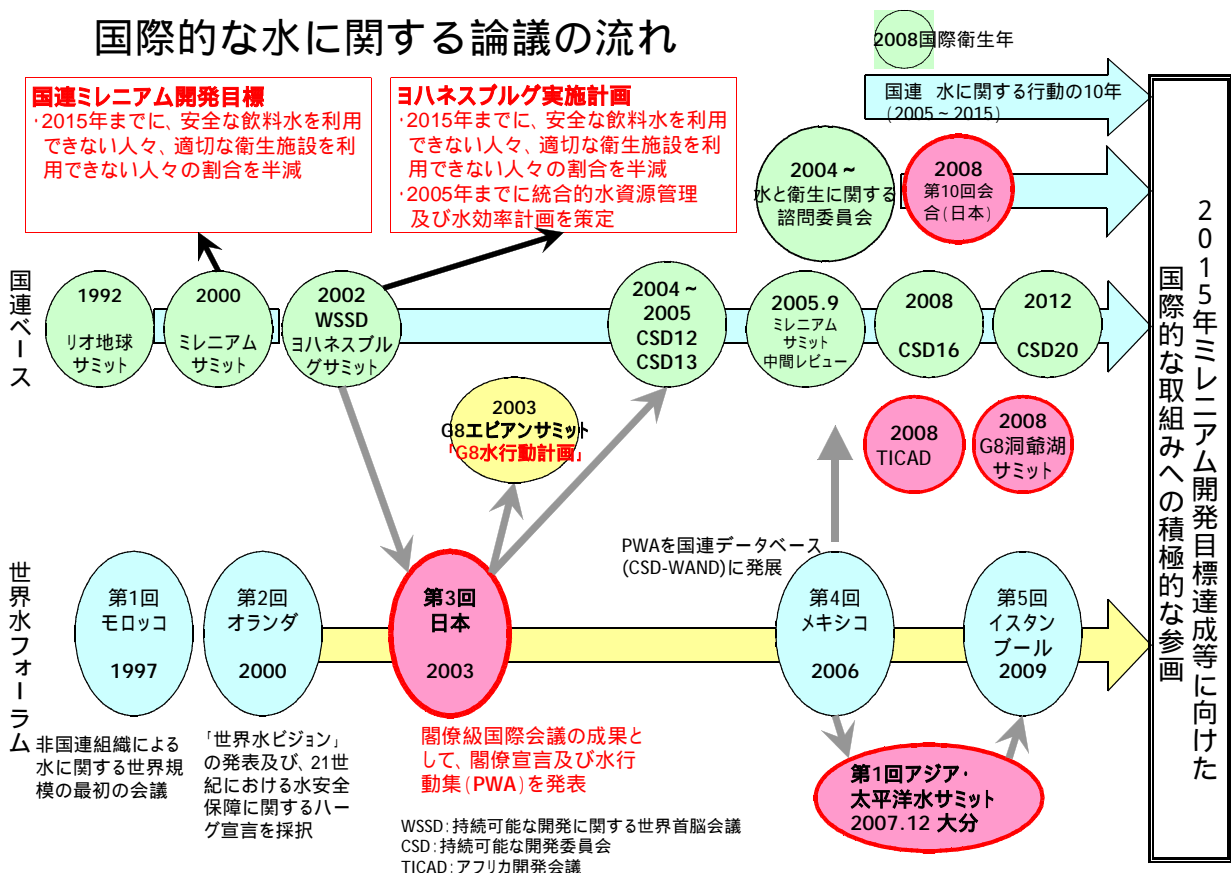 国際的な水に関する論議の流れ
2008国際衛生年
国連　水に関する行動の10年
(2005～2015)
国連ミレニアム開発目標
・2015年までに、安全な飲料水を利用
できない人々、適切な衛生施設を利
用できない人々の割合を半減
ヨハネスブルグ実施計画
・2015年までに、安全な飲料水を利用
できない人々、適切な衛生施設を利
用できない人々の割合を半減
・2005年までに統合的水資源管理
及び水効率計画を策定
2004～
水と衛生に関する
諮問委員会
2008
第10回会
合(日本)
国連ベース
1992
リオ地球
サミット
2000
ミレニアム
サミット
2002
WSSD
ヨハネスブル
グサミット
2004～
2005
CSD12
CSD13
2005.9
ミレニアム
サミット
中間レビュー
2008
CSD16
2012
CSD20
2003
G8エビアンサミット
「G8水行動計画」
2008
TICAD
2008
G8洞爺湖
サミット
PWAを国連データベース
(CSD-WAND)に発展
世界水フォーラム
第1回
モロッコ
1997
第2回
オランダ
2000
第3回
日本
2003
第4回
メキシコ
2006
第5回
イスタン
ブール
2009
非国連組織による
水に関する世界規
模の最初の会議
「世界水ビジョン」
の発表及び、21世
紀における水安全
保障に関するハー
グ宣言を採択
閣僚級国際会議の成果と
して、閣僚宣言及び水行
動集(PWA)を発表
第1回アジア・
太平洋水サミット
2007.12 大分
WSSD:持続可能な開発に関する世界首脳会議
CSD:持続可能な開発委員会
TICAD:アフリカ開発会議
2015年ミレニアム開発目標達成等に向けた
国際的な取組みへの積極的な参画